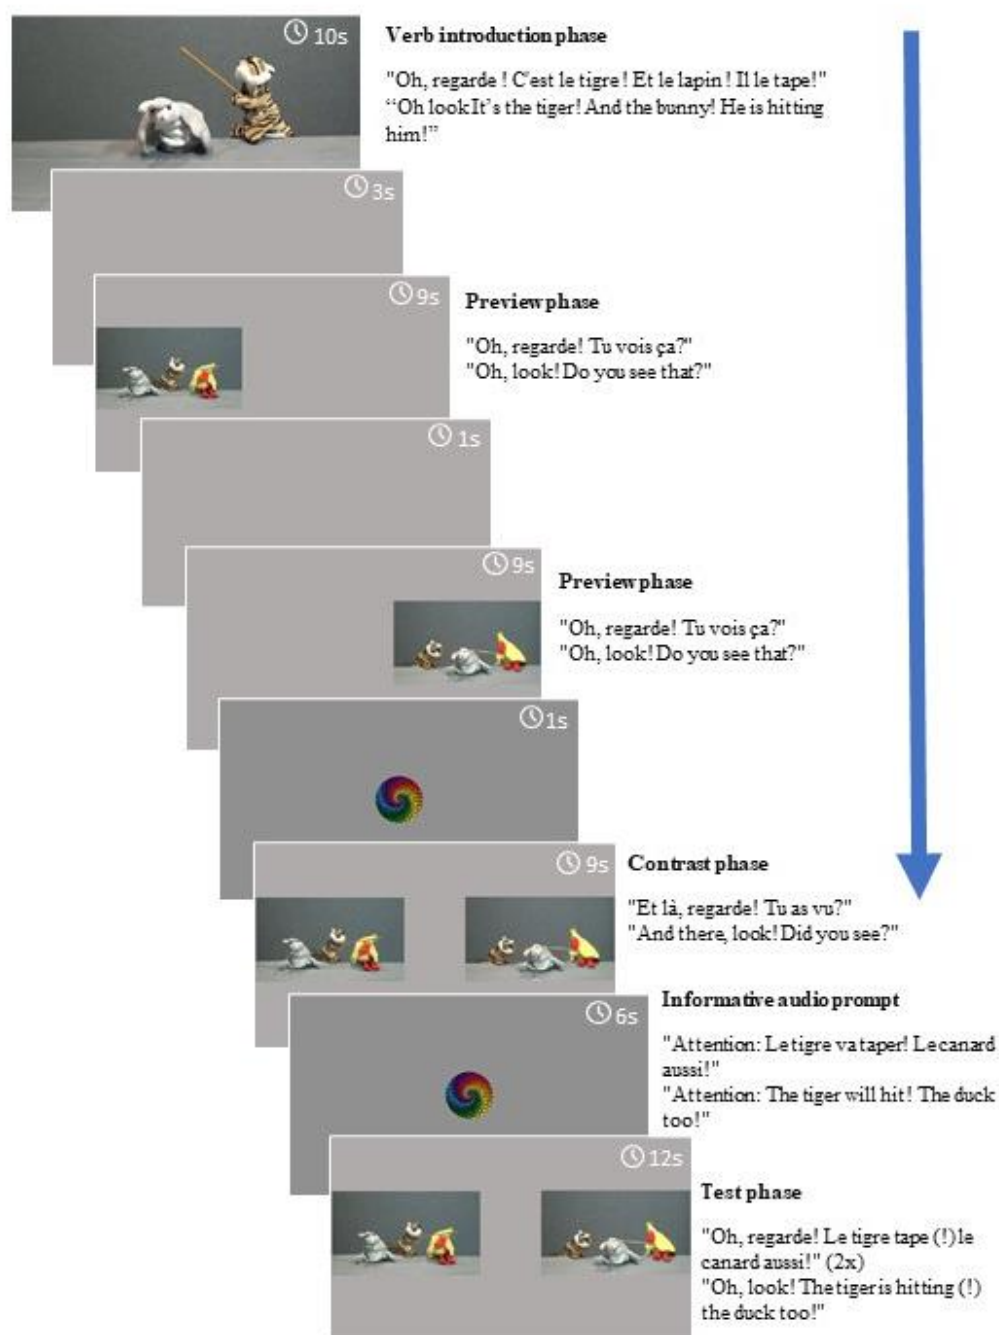 10s
Verb introduction phase
"Oh, regarde ! C'est le tigre ! Et le lapin ! Il le tape!"
“Oh look It’s the tiger! And the bunny! He is hitting
him!”
3s
9s
Preview phase
"Oh, regarde! Tu vois ça?"
"Oh, look! Do you see that?"
1s
9s
Preview phase
"Oh, regarde! Tu vois ça?"
"Oh, look! Do you see that?"
1s
9s
Contrast phase
"Et là, regarde! Tu as vu?"
"And there, look! Did you see?"
Informative audio prompt
6s
"Attention: Le tigre va taper! Le canard
aussi!"
"Attention: The tiger will hit! The duck
too!"
12s
Test phase
"Oh, regarde! Le tigre tape (!) le
canard aussi!" (2x)
"Oh, look! The tiger is hitting (!)
the duck too!"